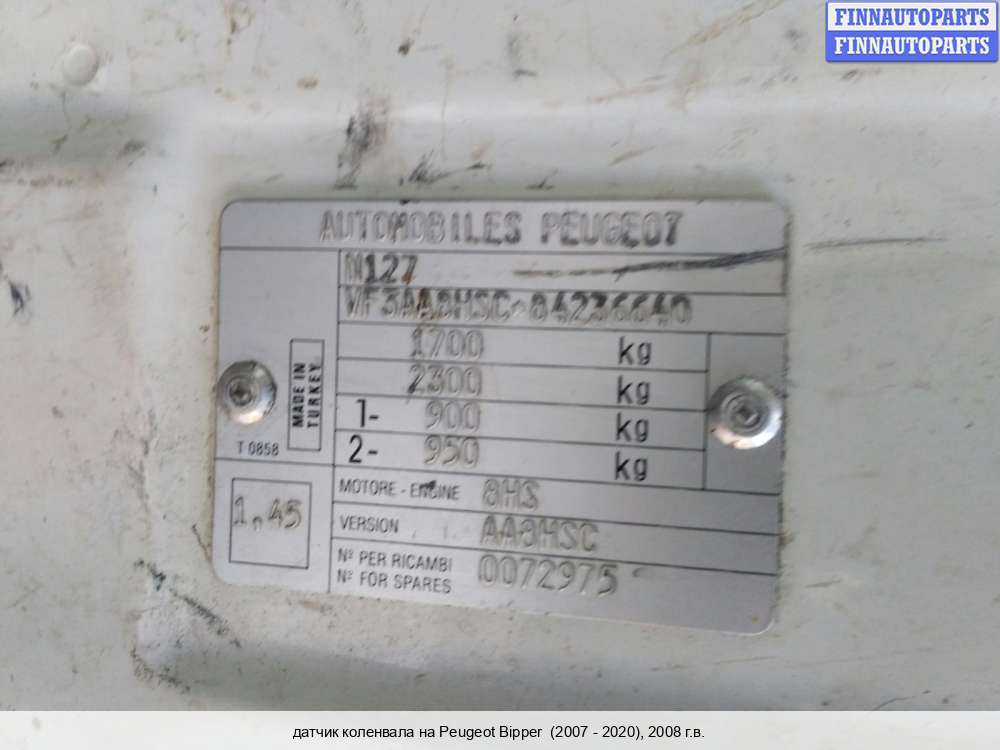 FINNAUTOPARTS
FINNAUTOPARTS
AUTOMOBILES PEUGEOT
N127
VF3AA8HSC-84236640
1700 kg
2300 kg
1- 900 kg
2- 950 kg
MADE IN
TURKEY
T 0858
1,45
MOTORE - ENGINE 8HS
VERSION AA8HSC
Nº PER RICAMBI
Nº FOR SPARES 0072975
датчик коленвала на Peugeot Bipper (2007 - 2020), 2008 г.в.